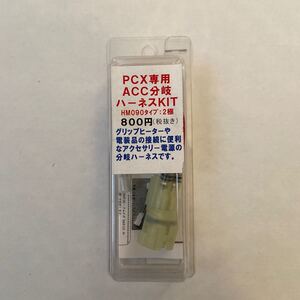 PCX専用
ACC分岐
ハーネスKIT
HM090タイプ:2極
800円(税抜き)
グリップヒーターや
電装品の接続に便利
なアクセサリー電源の
分岐ハーネスです。